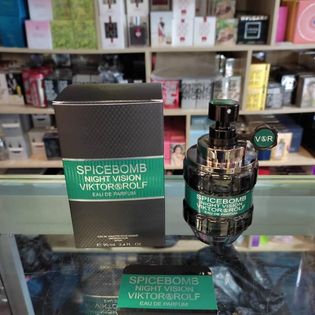 SPICEBOMB
NIGHT VISION
VIKTOR&ROLF
EAU DE PARFUM
V&R
SPICEBOMB
NIGHT VISION
VIKTOR&ROLF
EAU DE PARFUM
SPICEBOMB
NIGHT VISION
VIKTOR&ROLF
EAU DE PARFUM
BVLGARI